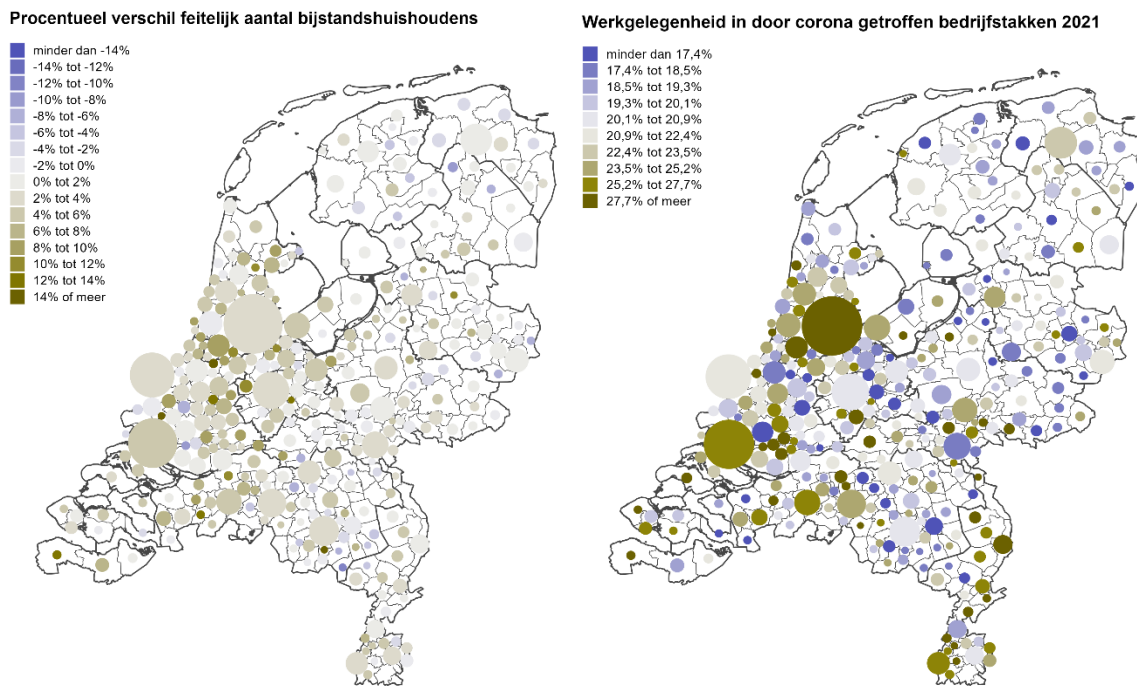 Procentueel verschil feitelijk aantal bijstandshuishoudens
minder dan -14%
-14% tot -12%
-12% tot -10%
-10% tot -8%
-8% tot -6%
-6% tot -4%
-4% tot -2%
-2% tot 0%
0% tot 2%
2% tot 4%
4% tot 6%
6% tot 8%
8% tot 10%
10% tot 12%
12% tot 14%
14% of meer
Werkgelegenheid in door corona getroffen bedrijfstakken 2021
minder dan 17,4%
17,4% tot 18,5%
18,5% tot 19,3%
19,3% tot 20,1%
20,1% tot 20,9%
20,9% tot 22,4%
22,4% tot 23,5%
23,5% tot 25,2%
25,2% tot 27,7%
27,7% of meer